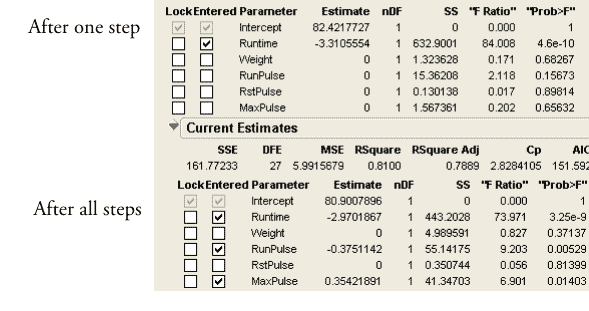 Lock Entered Parameter Estimate nDF SS "F Ratio" "Prob>F"
After one step
Intercept 82.4217727 1 0 0.000 1
Runtime -3.3105554 1 632.9001 84.008 4.6e-10
Weight 0 1 1.323628 0.171 0.68267
RunPulse 0 1 15.36208 2.118 0.15673
RstPulse 0 1 0.130138 0.017 0.89814
MaxPulse 0 1 1.567361 0.202 0.65632
Current Estimates
SSE DFE MSE RSquare RSquare Adj Cp AIC
161.77233 27 5.9915679 0.8100 0.7889 2.8284105 151.592
Lock Entered Parameter Estimate nDF SS "F Ratio" "Prob>F"
After all steps
Intercept 80.9007896 1 0 0.000 1
Runtime -2.9701867 1 443.2028 73.971 3.25e-9
Weight 0 1 4.989591 0.827 0.37137
RunPulse -0.3751142 1 55.14175 9.203 0.00529
RstPulse 0 1 0.350744 0.056 0.81399
MaxPulse 0.35421891 1 41.34703 6.901 0.01403